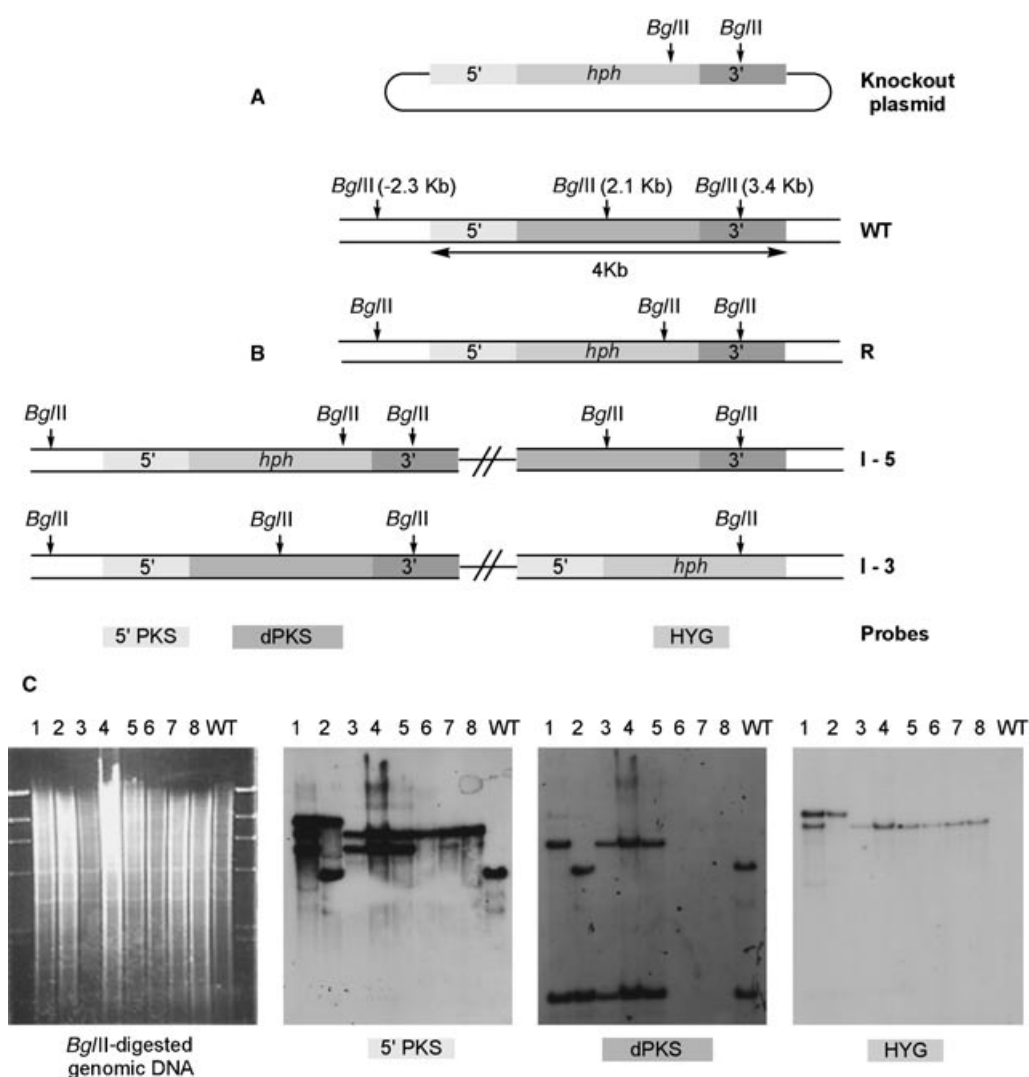 BglII BglII
5' hph 3'
A
Knockout
plasmid
BglII (-2.3 Kb) BglII (2.1 Kb) BglII (3.4 Kb)
5' 3' WT
4Kb
BglII BglII BglII
B 5' hph 3' R
BglII BglII BglII BglII BglII
5' hph 3' 3' I - 5
BglII BglII BglII BglII
5' 3' 5' hph I - 3
5' PKS dPKS HYG Probes
C
1 2 3 4 5 6 7 8 WT 1 2 3 4 5 6 7 8 WT 1 2 3 4 5 6 7 8 WT 1 2 3 4 5 6 7 8 WT
BglII-digested
genomic DNA
5' PKS dPKS HYG